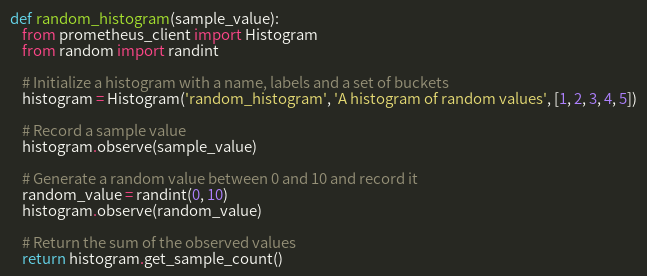 def random_histogram(sample_value):
    from prometheus_client import Histogram
    from random import randint

    # Initialize a histogram with a name, labels and a set of buckets
    histogram = Histogram('random_histogram', 'A histogram of random values', [1, 2, 3, 4, 5])

    # Record a sample value
    histogram.observe(sample_value)

    # Generate a random value between 0 and 10 and record it
    random_value = randint(0, 10)
    histogram.observe(random_value)

    # Return the sum of the observed values
    return histogram.get_sample_count()